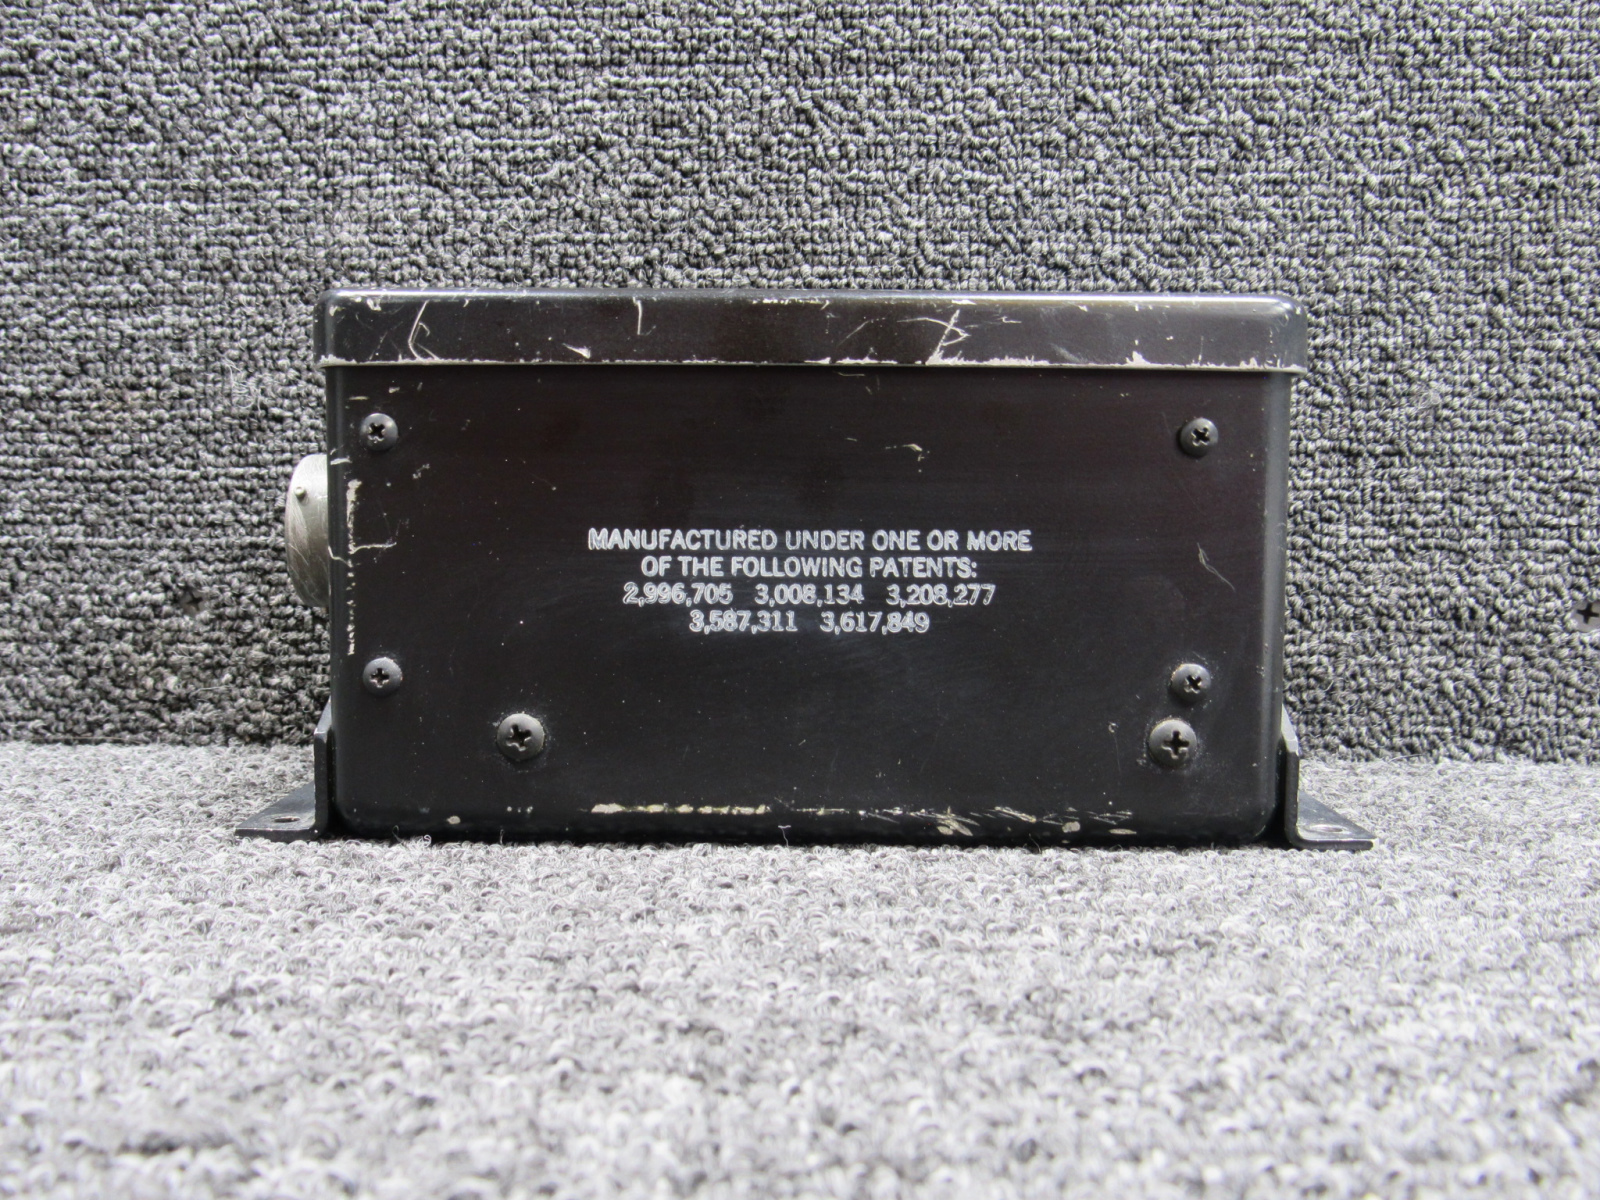 MANUFACTURED UNDER ONE OR MORE
OF THE FOLLOWING PATENTS:
2,996,705 3,008,134 3,208,277
3,587,311 3,617,849